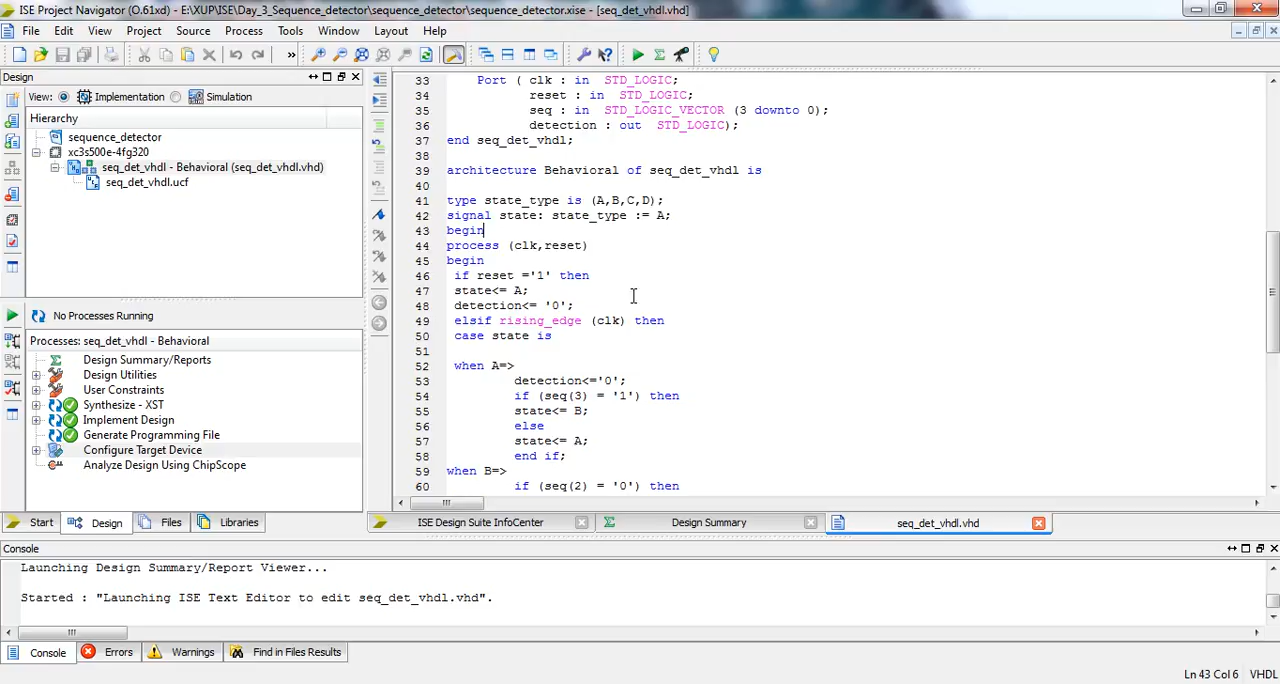 ISE Project Navigator (O.61xd) - E:\XUP\ISE\Day_3_Sequence_detector\sequence_detector\sequence_detector.xise - [seq_det_vhdl.vhd]
File Edit View Project Source Process Tools Window Layout Help
Design
View: Implementation Simulation
Hierarchy
sequence_detector
xc3s500e-4fg320
seq_det_vhdl - Behavioral (seq_det_vhdl.vhd)
seq_det_vhdl.ucf
No Processes Running
Processes: seq_det_vhdl - Behavioral
Design Summary/Reports
Design Utilities
User Constraints
Synthesize - XST
Implement Design
Generate Programming File
Configure Target Device
Analyze Design Using ChipScope
Start Design Files Libraries
33 Port ( clk : in STD_LOGIC;
34 reset : in STD_LOGIC;
35 seq : in STD_LOGIC_VECTOR (3 downto 0);
36 detection : out STD_LOGIC);
37 end seq_det_vhdl;
38
39 architecture Behavioral of seq_det_vhdl is
40
41 type state_type is (A,B,C,D);
42 signal state: state_type := A;
43 begin
44 process (clk,reset)
45 begin
46 if reset ='1' then
47 state<= A;
48 detection<= '0';
49 elsif rising_edge (clk) then
50 case state is
51
52 when A=>
53 detection<='0';
54 if (seq(3) = '1') then
55 state<= B;
56 else
57 state<= A;
58 end if;
59 when B=>
60 if (seq(2) = '0') then
ISE Design Suite InfoCenter Design Summary seq_det_vhdl.vhd
Console
Launching Design Summary/Report Viewer...
Started : "Launching ISE Text Editor to edit seq_det_vhdl.vhd".
Console Errors Warnings Find in Files Results
Ln 43 Col 6 VHDL